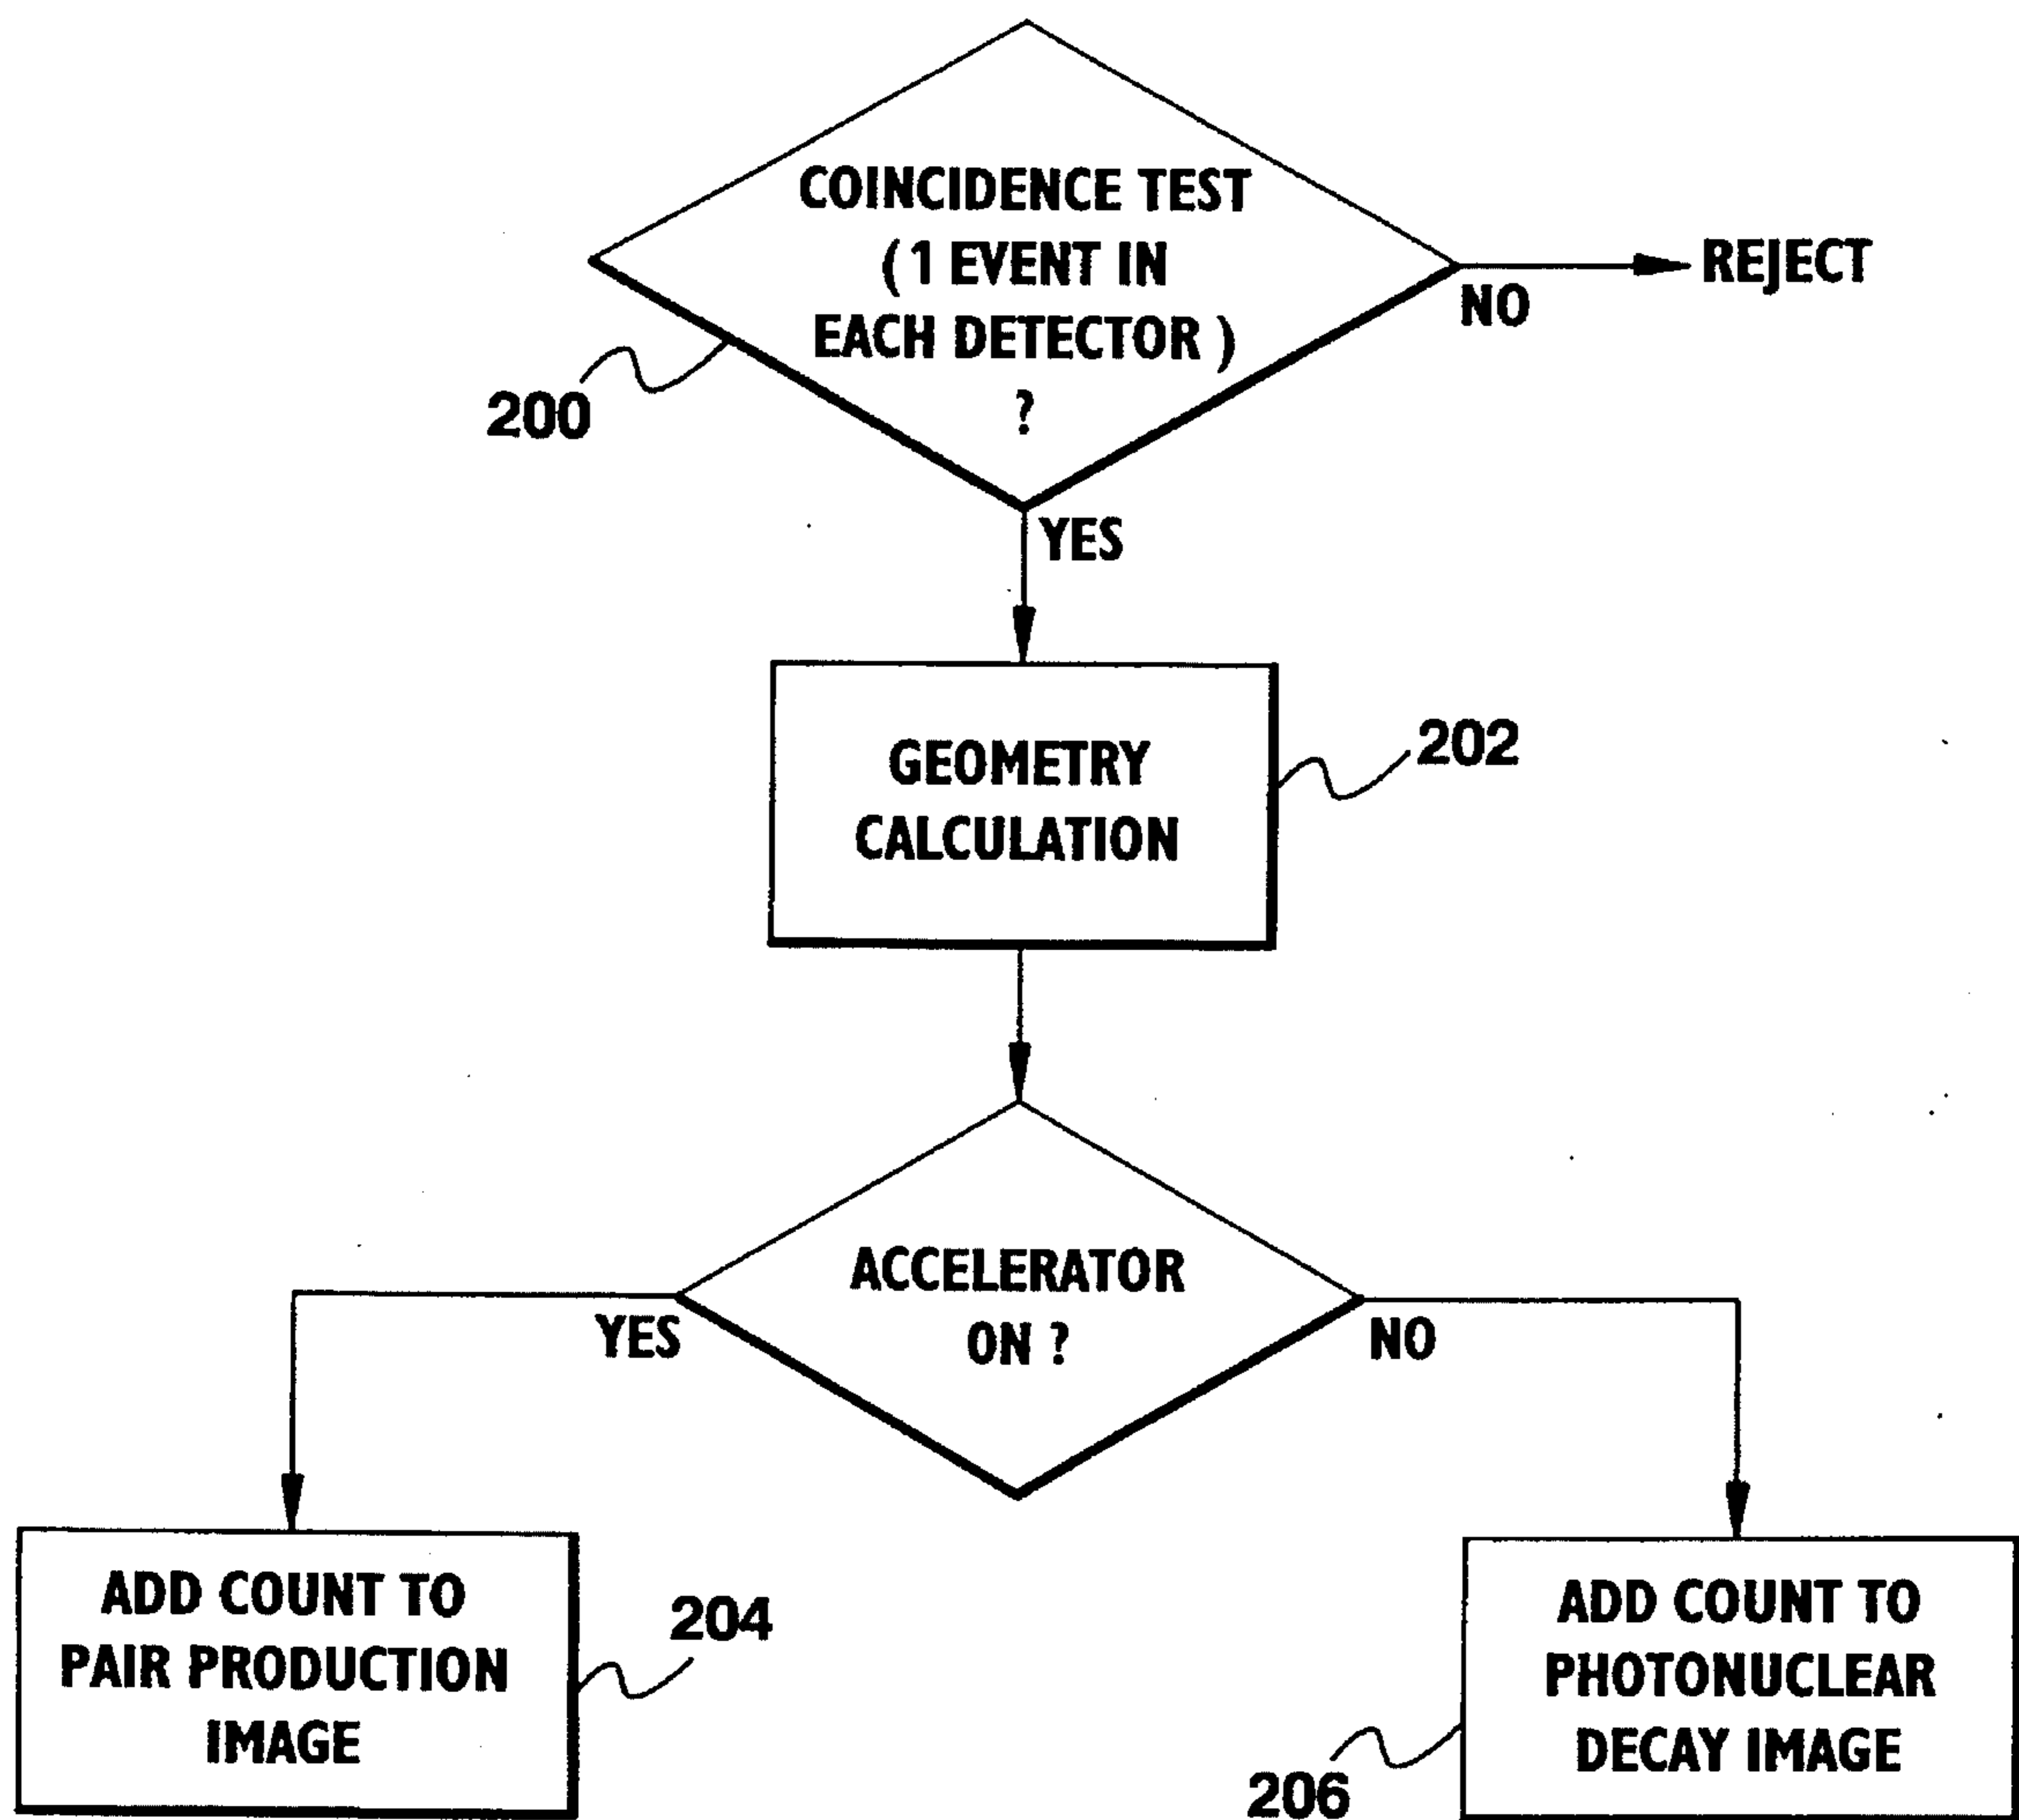 COINCIDENCE TEST
( 1 EVENT IN
EACH DETECTOR )
?
REJECT
NO
200
YES
GEOMETRY
CALCULATION
202
ACCELERATOR
ON ?
YES
NO
ADD COUNT TO
PAIR PRODUCTION
IMAGE
204
ADD COUNT TO
PHOTONUCLEAR
DECAY IMAGE
206